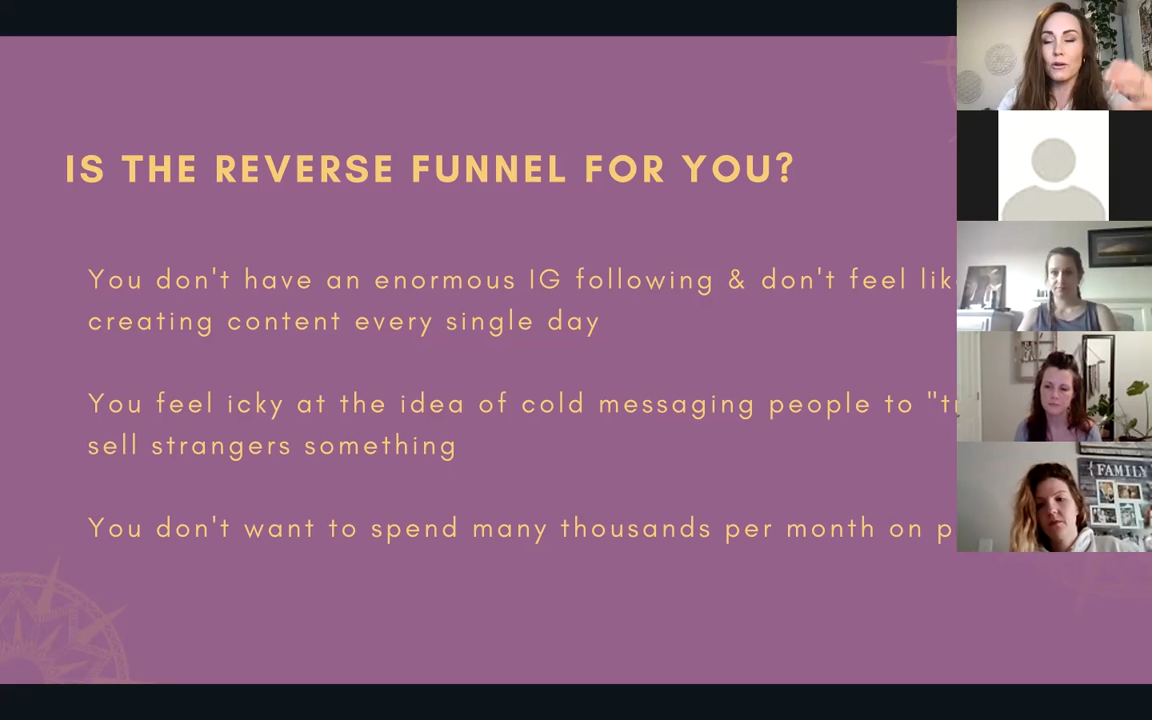 IS THE REVERSE FUNNEL FOR YOU?
You don't have an enormous IG following & don't feel
creating content every single day
You feel icky at the idea of cold messaging people to
sell strangers something
You don't want to spend many thousands per month on
FAMILY